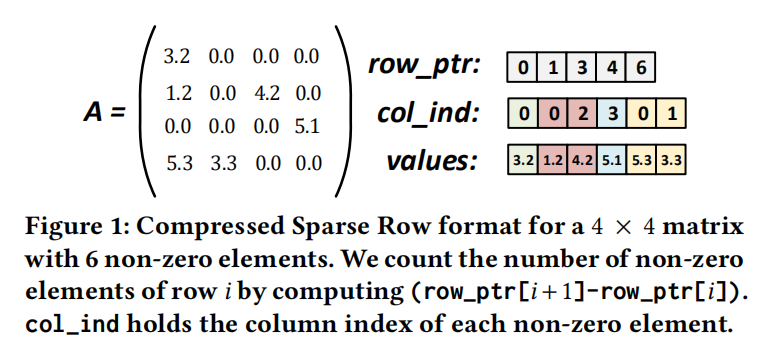 3.2 0.0 0.0 0.0
1.2 0.0 4.2 0.0
0.0 0.0 0.0 5.1
5.3 3.3 0.0 0.0
A =
row_ptr: 0 1 3 4 6
col_ind: 0 0 2 3 0 1
values: 3.2 1.2 4.2 5.1 5.3 3.3
Figure 1: Compressed Sparse Row format for a 4 × 4 matrix
with 6 non-zero elements. We count the number of non-zero
elements of row i by computing (row_ptr[i+1]-row_ptr[i]).
col_ind holds the column index of each non-zero element.